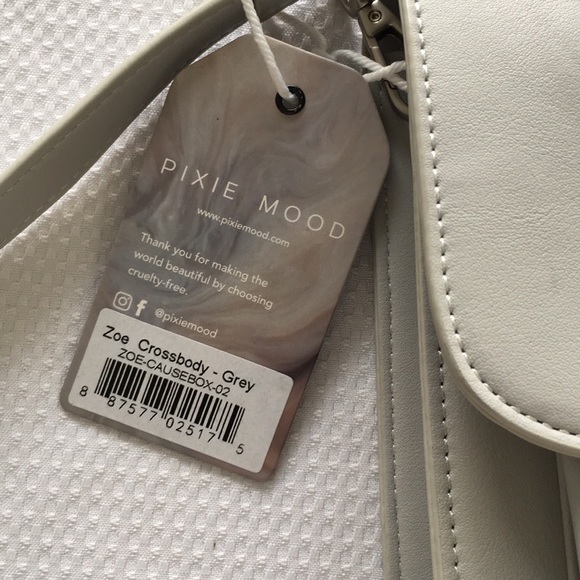 PIXIE MOOD
www.pixiemood.com
Thank you for making the
world beautiful by choosing
cruelty-free.
@pixiemood
Zoe Crossbody - Grey
ZOE-CAUSEBOX-02
8 87577 02517 5